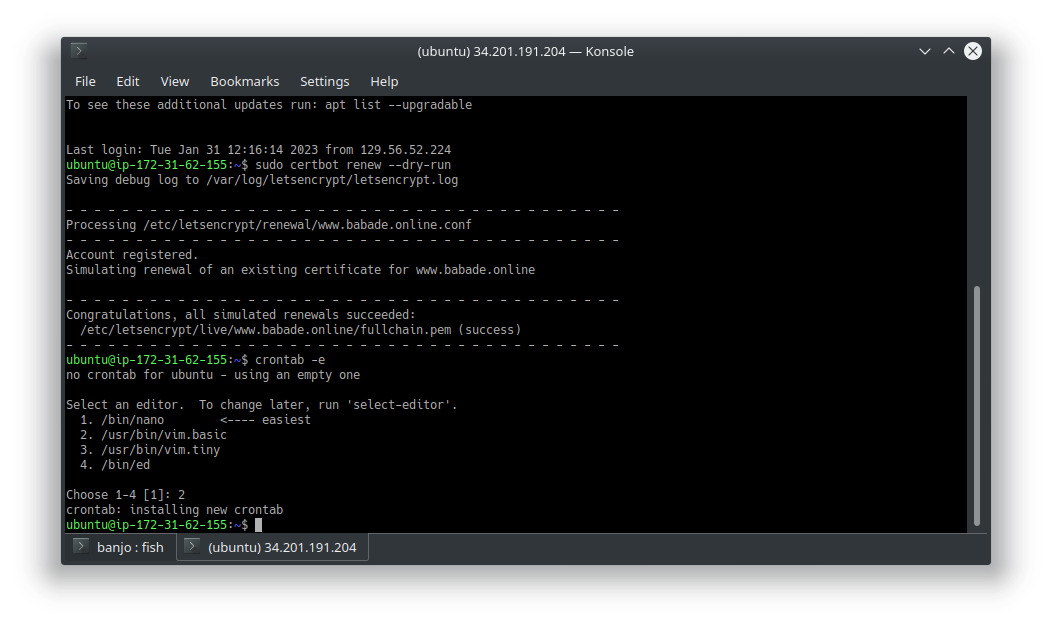 (ubuntu) 34.201.191.204 — Konsole
File Edit View Bookmarks Settings Help
To see these additional updates run: apt list --upgradable
Last login: Tue Jan 31 12:16:14 2023 from 129.56.52.224
ubuntu@ip-172-31-62-155:~$ sudo certbot renew --dry-run
Saving debug log to /var/log/letsencrypt/letsencrypt.log
- - - - - - - - - - - - - - - - - - - - - - - - - - - - - - - - - - - - - - - -
Processing /etc/letsencrypt/renewal/www.babade.online.conf
- - - - - - - - - - - - - - - - - - - - - - - - - - - - - - - - - - - - - - - -
Account registered.
Simulating renewal of an existing certificate for www.babade.online
- - - - - - - - - - - - - - - - - - - - - - - - - - - - - - - - - - - - - - - -
Congratulations, all simulated renewals succeeded:
  /etc/letsencrypt/live/www.babade.online/fullchain.pem (success)
- - - - - - - - - - - - - - - - - - - - - - - - - - - - - - - - - - - - - - - -
ubuntu@ip-172-31-62-155:~$ crontab -e
no crontab for ubuntu - using an empty one
Select an editor.  To change later, run 'select-editor'.
  1. /bin/nano        <---- easiest
  2. /usr/bin/vim.basic
  3. /usr/bin/vim.tiny
  4. /bin/ed
Choose 1-4 [1]: 2
crontab: installing new crontab
ubuntu@ip-172-31-62-155:~$
banjo : fish (ubuntu) 34.201.191.204